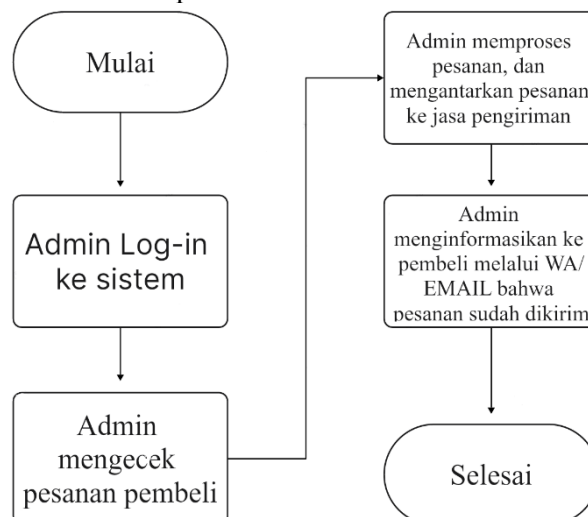 Mulai
Admin Log-in
ke sistem
Admin
mengecek
pesanan pembeli
Admin memproses
pesanan, dan
mengantarkan pesanan
ke jasa pengiriman
Admin
menginformasikan ke
pembeli melalui WA/
EMAIL bahwa
pesanan sudah dikirim
Selesai